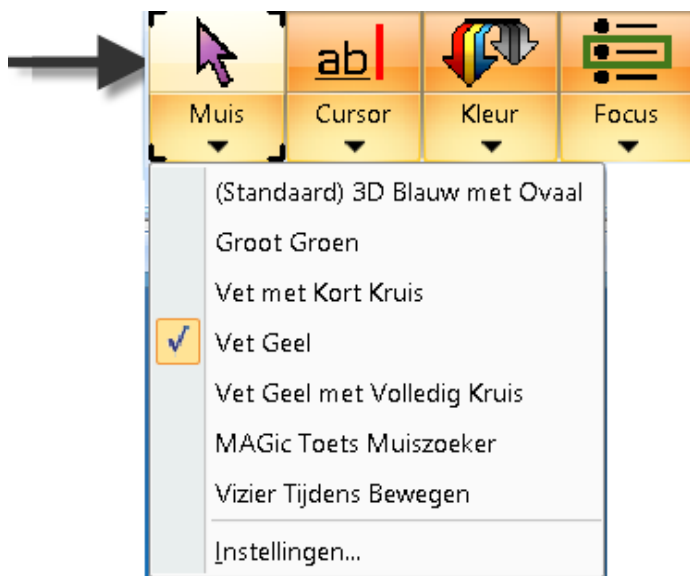 ab
Muis Cursor Kleur Focus
(Standaard) 3D Blauw met Ovaal
Groot Groen
Vet met Kort Kruis
Vet Geel
Vet Geel met Volledig Kruis
MAGic Toets Muiszoeker
Vizier Tijdens Bewegen
Instellingen...